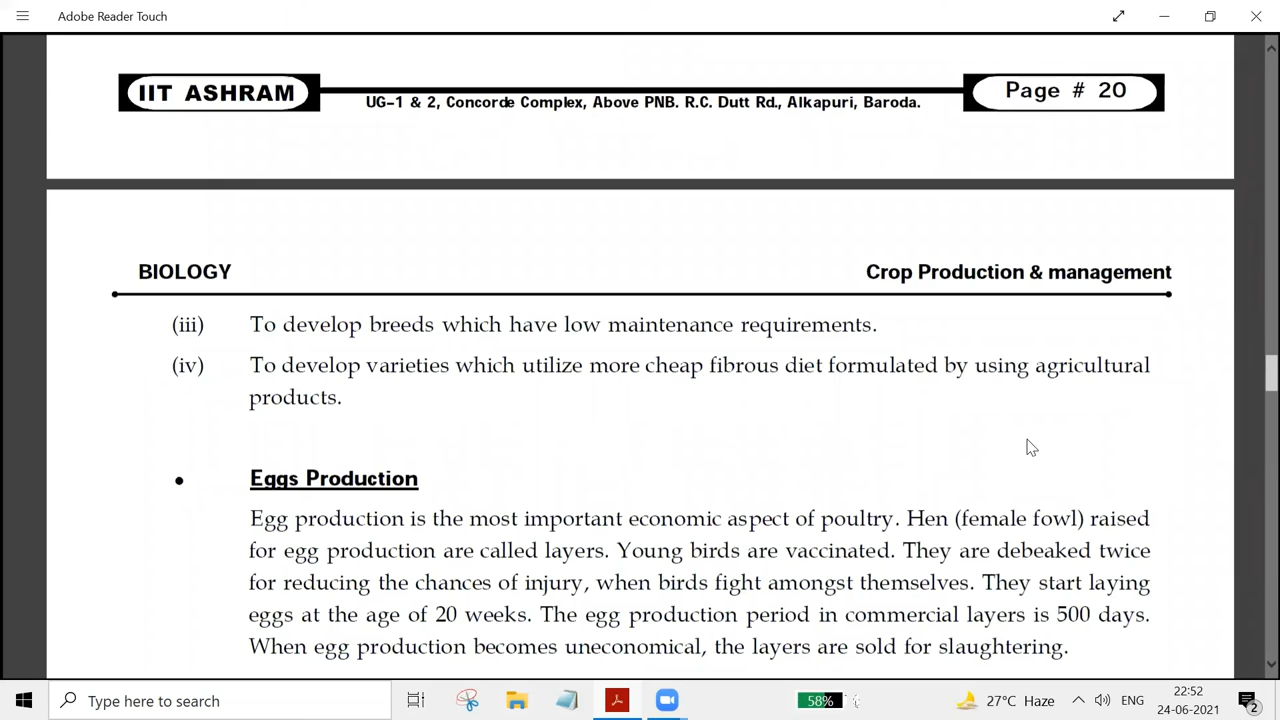 Adobe Reader Touch
IIT ASHRAM
UG-1 & 2, Concorde Complex, Above PNB. R.C. Dutt Rd., Alkapuri, Baroda.
Page # 20
BIOLOGY
Crop Production & management
(iii) To develop breeds which have low maintenance requirements.
(iv) To develop varieties which utilize more cheap fibrous diet formulated by using agricultural
products.
• Eggs Production
Egg production is the most important economic aspect of poultry. Hen (female fowl) raised
for egg production are called layers. Young birds are vaccinated. They are debeaked twice
for reducing the chances of injury, when birds fight amongst themselves. They start laying
eggs at the age of 20 weeks. The egg production period in commercial layers is 500 days.
When egg production becomes uneconomical, the layers are sold for slaughtering.
Type here to search
58%
27°C Haze
ENG
22:52
24-06-2021
2